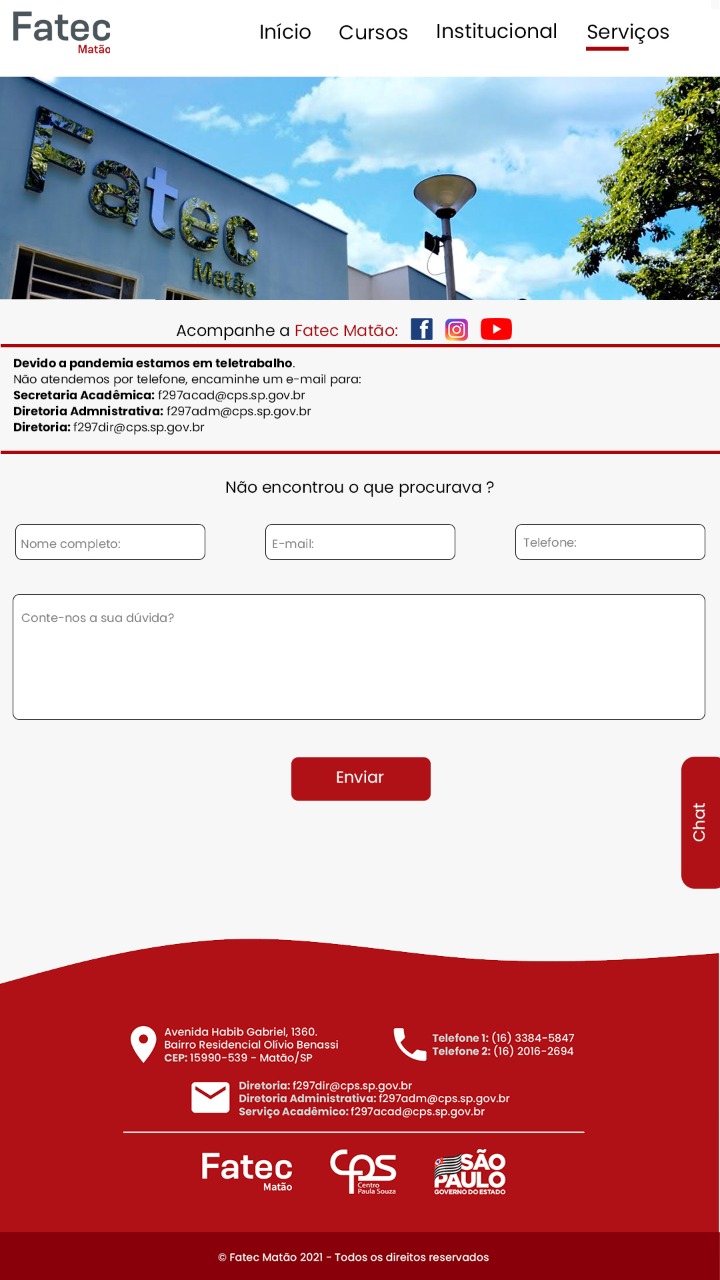 Fatec
Matão
Início Cursos Institucional Serviços
Fatec
Matão
Acompanhe a Fatec Matão:
Devido a pandemia estamos em teletrabalho.
Não atendemos por telefone, encaminhe um e-mail para:
Secretaria Acadêmica: f297acad@cps.sp.gov.br
Diretoria Admnistrativa: f297adm@cps.sp.gov.br
Diretoria: f297dir@cps.sp.gov.br
Não encontrou o que procurava ?
Nome completo: E-mail: Telefone:
Conte-nos a sua dúvida?
Enviar
Chat
Avenida Habib Gabriel, 1360.
Bairro Residencial Olívio Benassi
CEP: 15990-539 - Matão/SP
Telefone 1: (16) 3384-5847
Telefone 2: (16) 2016-2694
Diretoria: f297dir@cps.sp.gov.br
Diretoria Administrativa: f297adm@cps.sp.gov.br
Serviço Acadêmico: f297acad@cps.sp.gov.br
Fatec
Matão
cps
Centro
Paula Souza
SÃO
PAULO
GOVERNO DO ESTADO
© Fatec Matão 2021 - Todos os direitos reservados